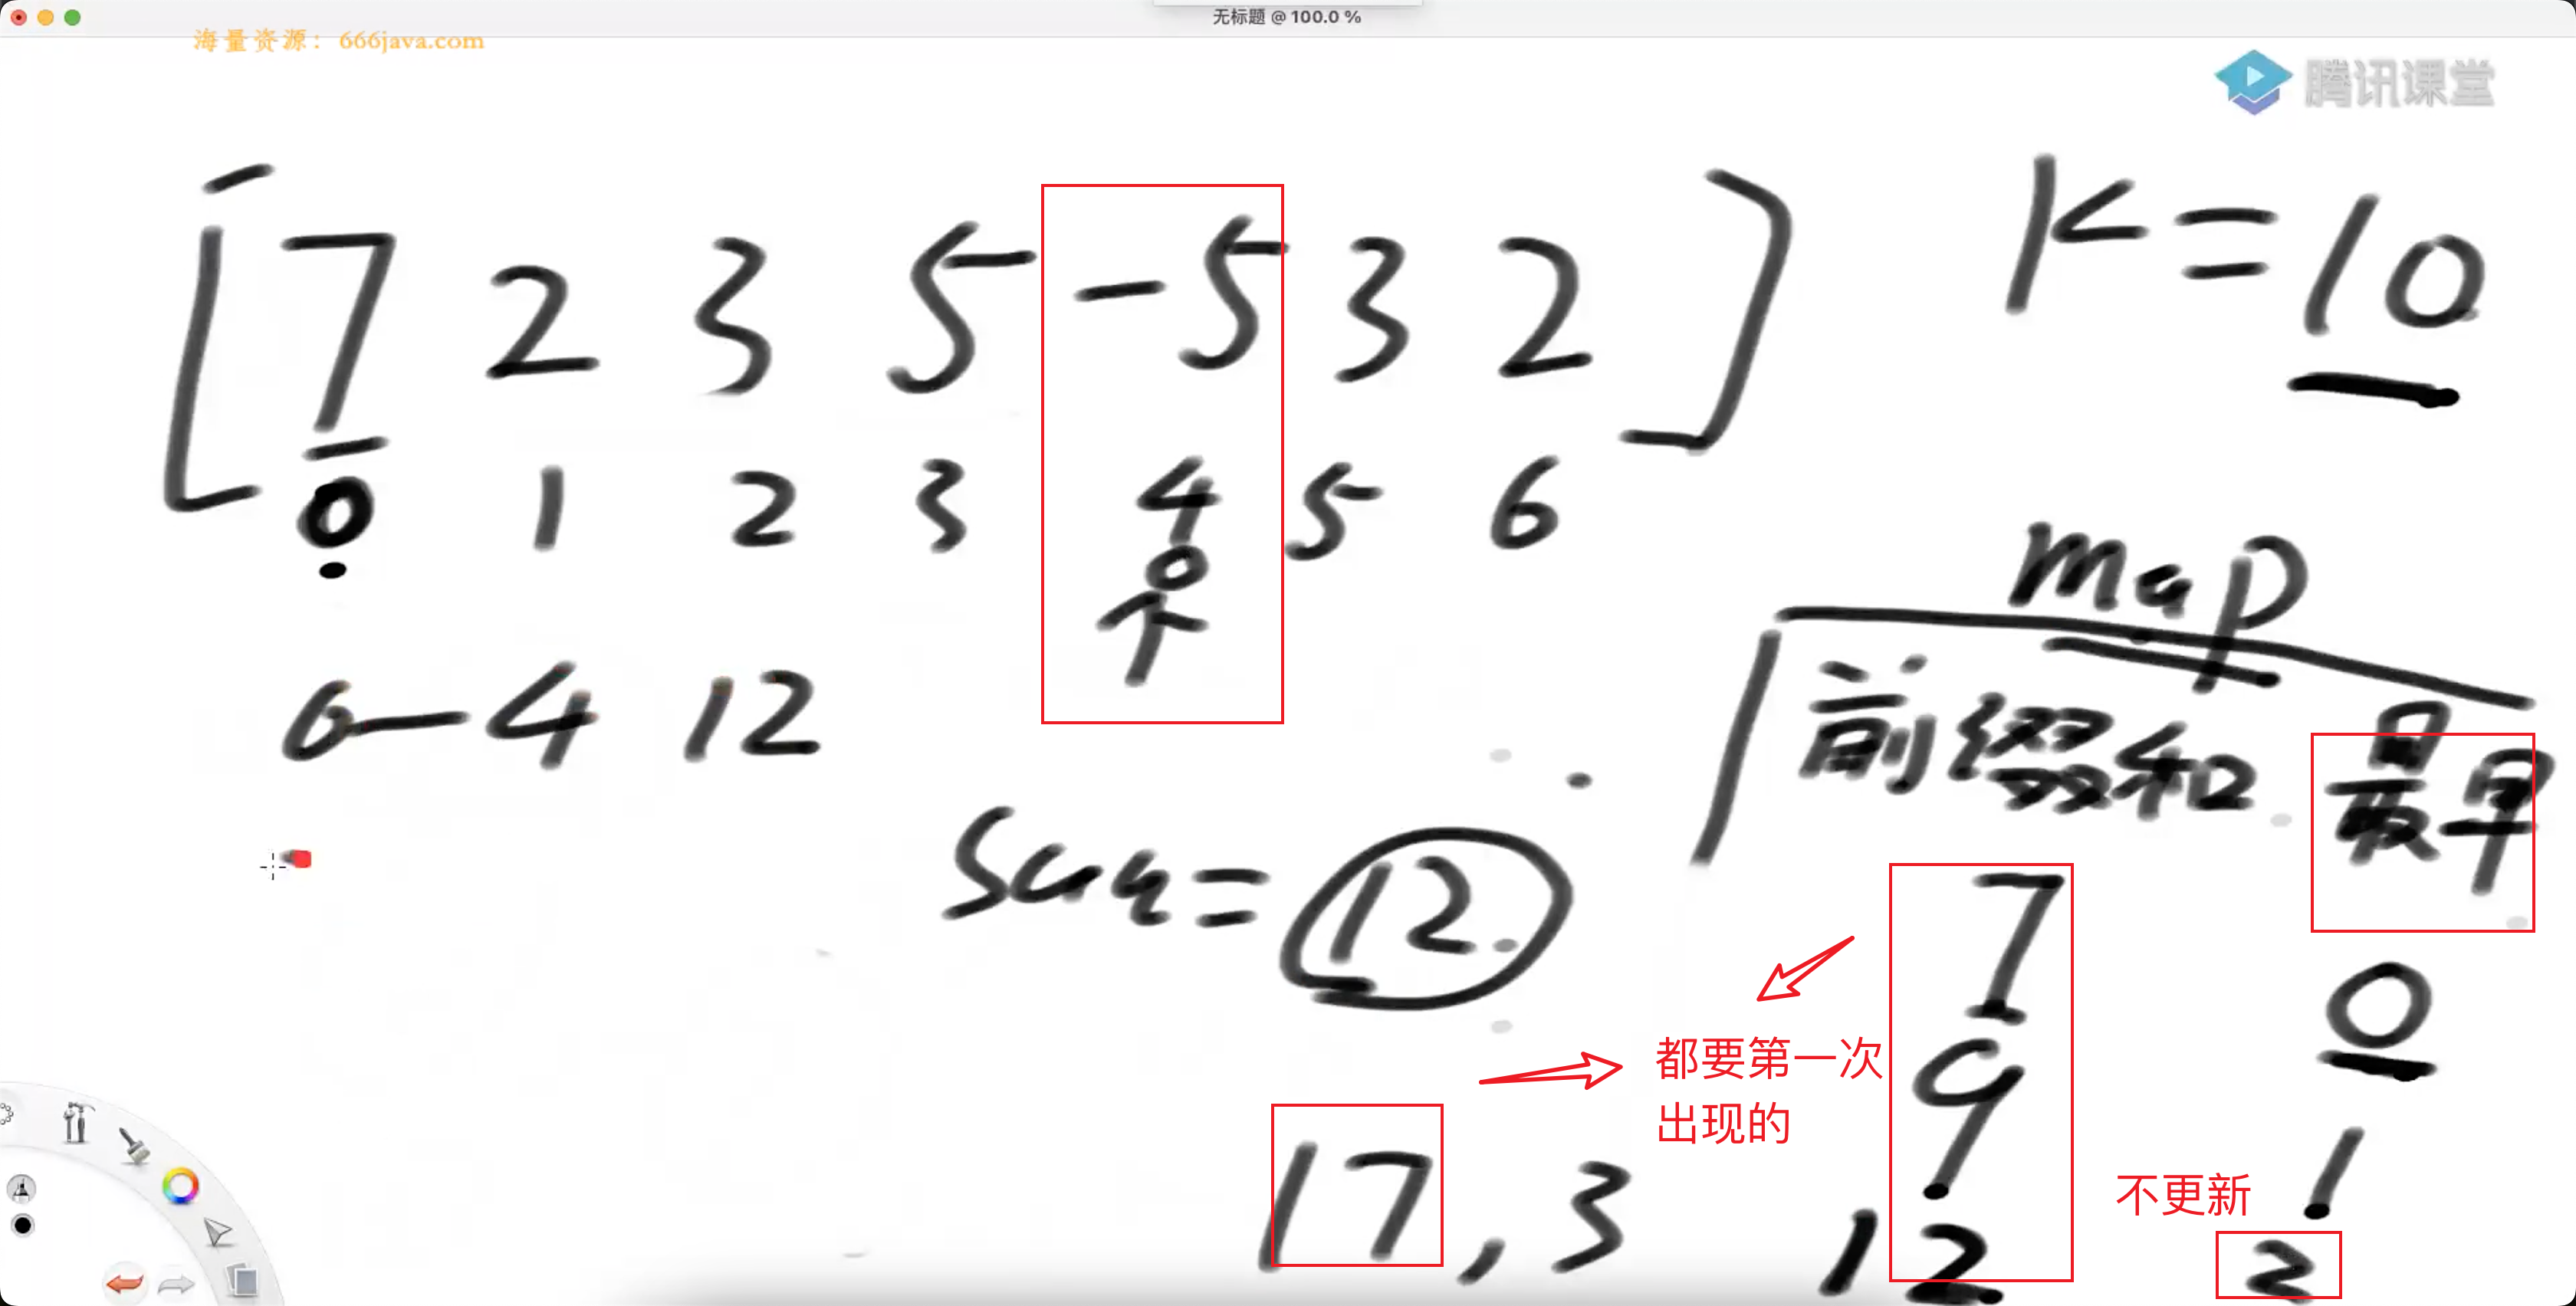 无标题 @ 100.0 %
海量资源：666java.com
腾讯课堂
[7 2 3 5 -5 3 2]
K=10
0 1 2 3 4 5 6
map
前缀和 最早
6-4 12
sum=12
7 0
都要第一次
出现的
9 1
不更新
17,3
12 2